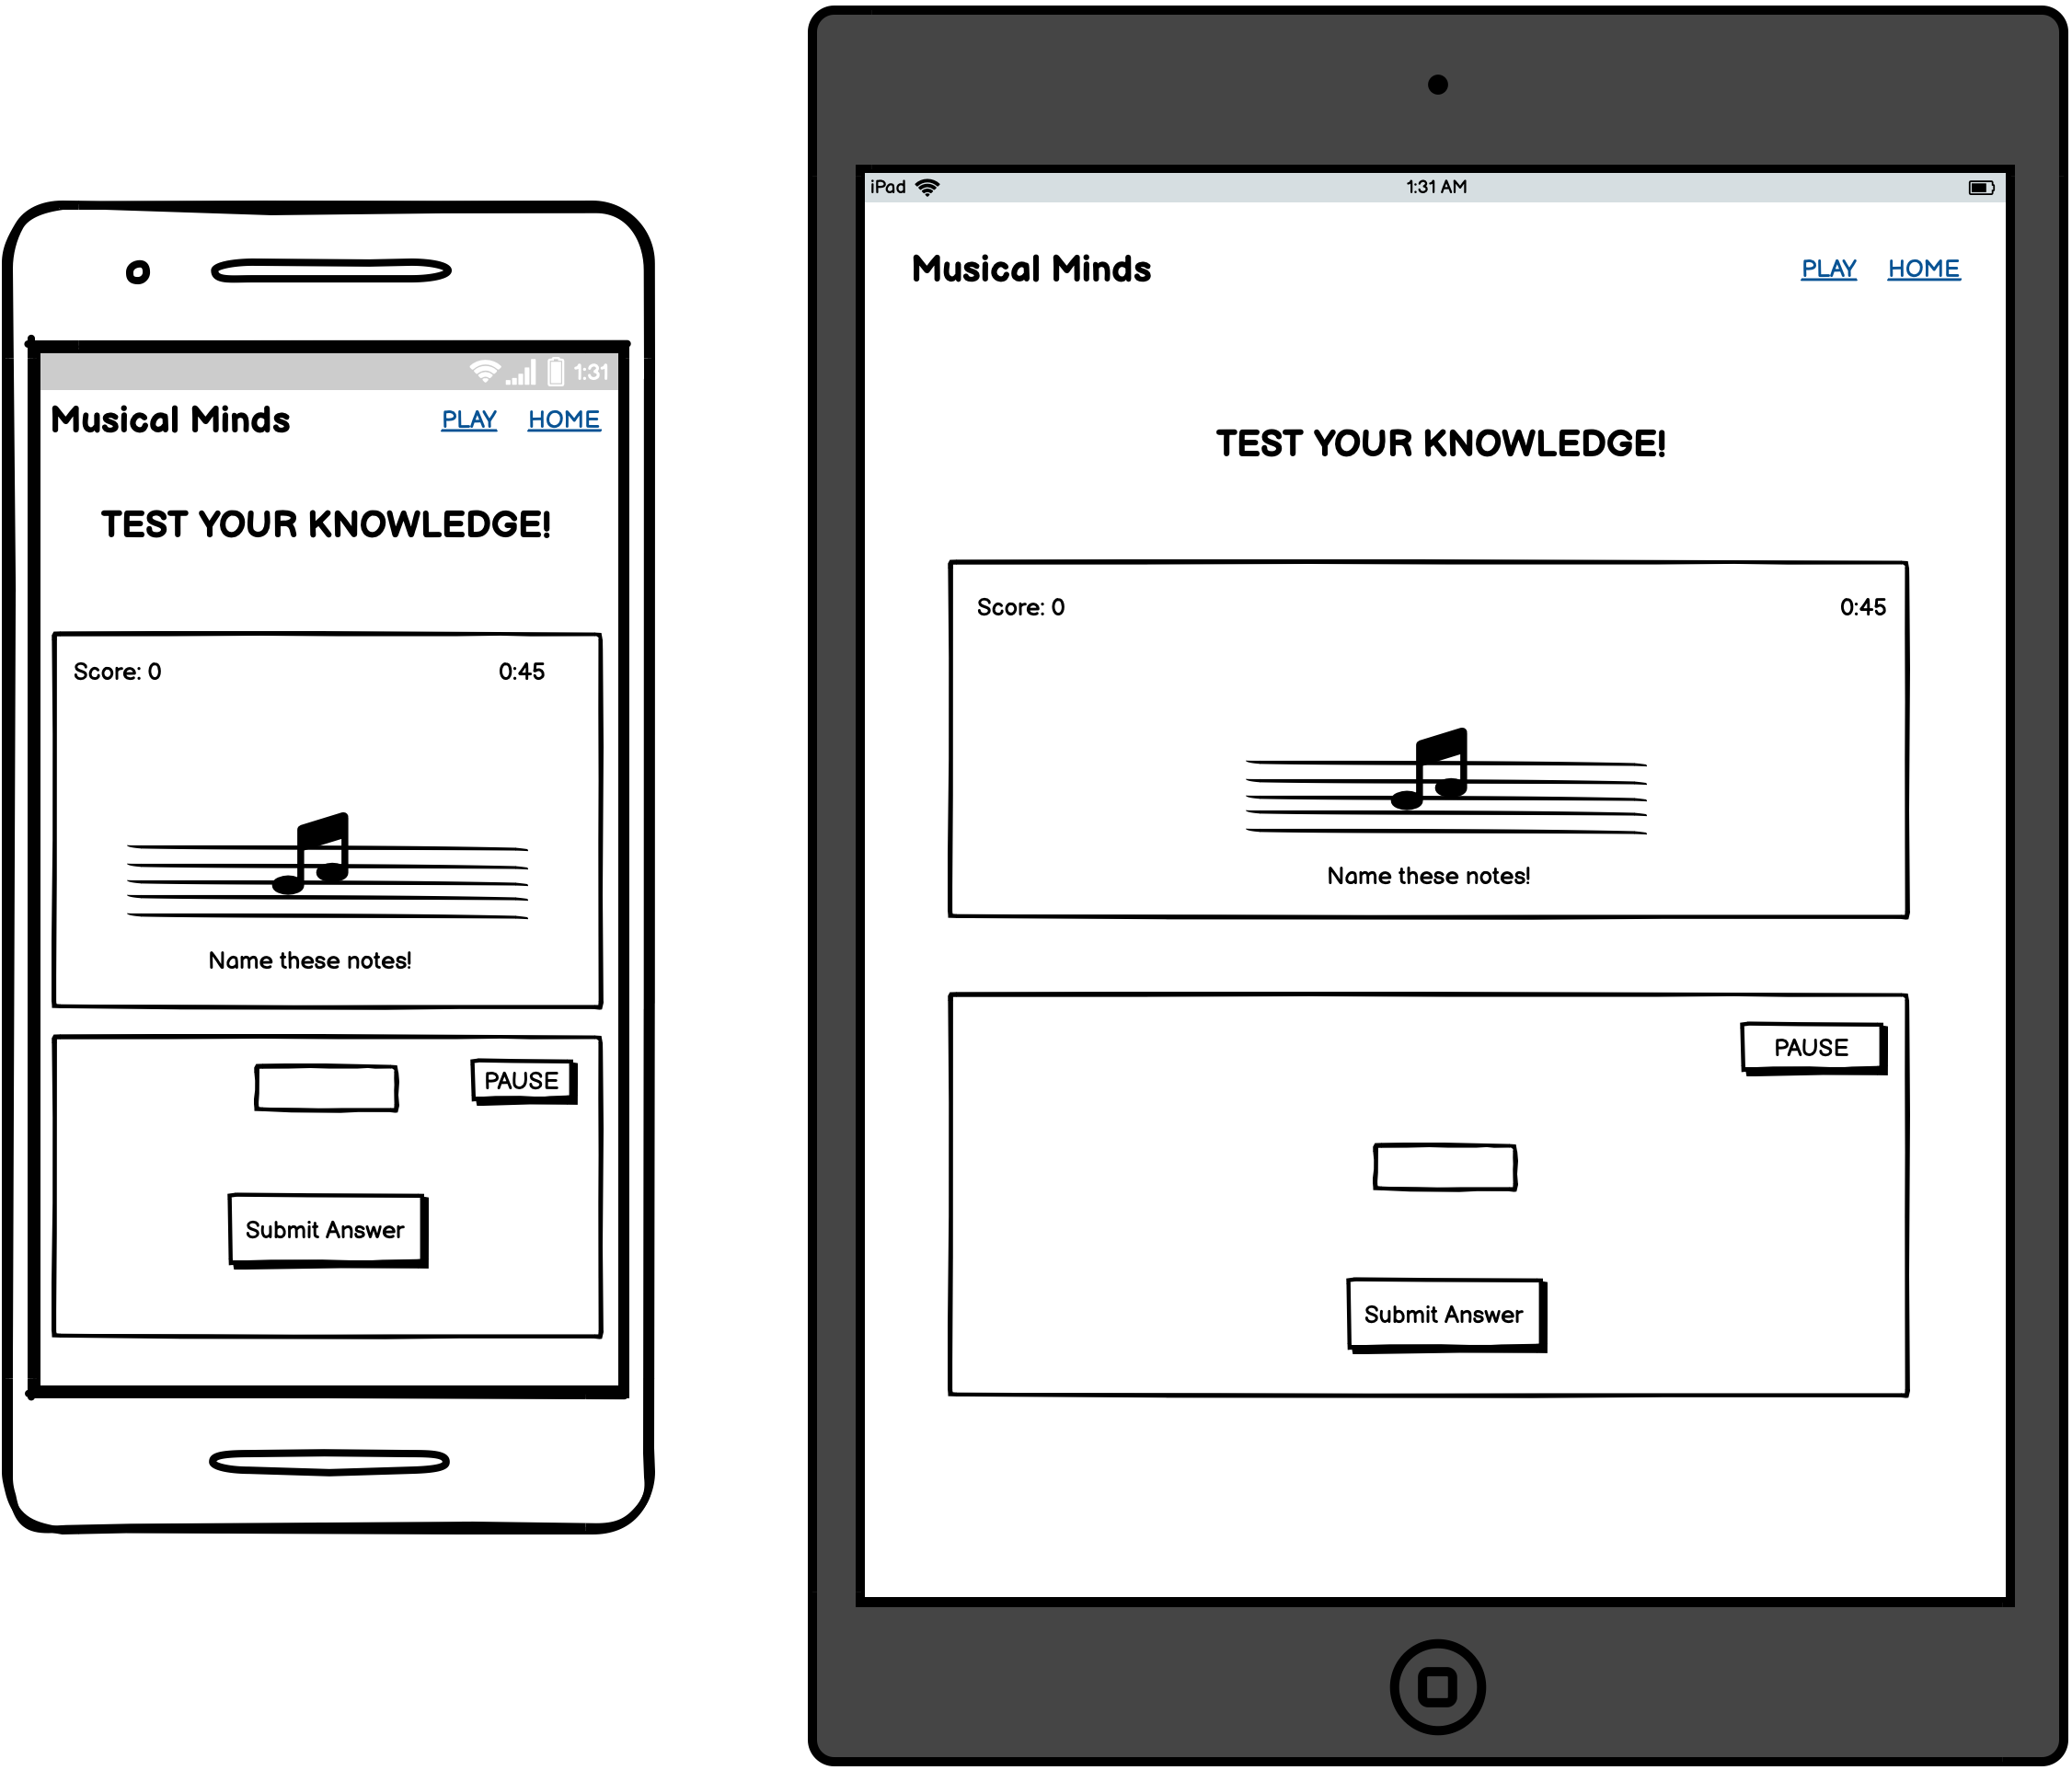 1:31
Musical Minds PLAY HOME
TEST YOUR KNOWLEDGE!
Score: 0 0:45
Name these notes!
PAUSE
Submit Answer
iPad 1:31 AM
Musical Minds PLAY HOME
TEST YOUR KNOWLEDGE!
Score: 0 0:45
Name these notes!
PAUSE
Submit Answer